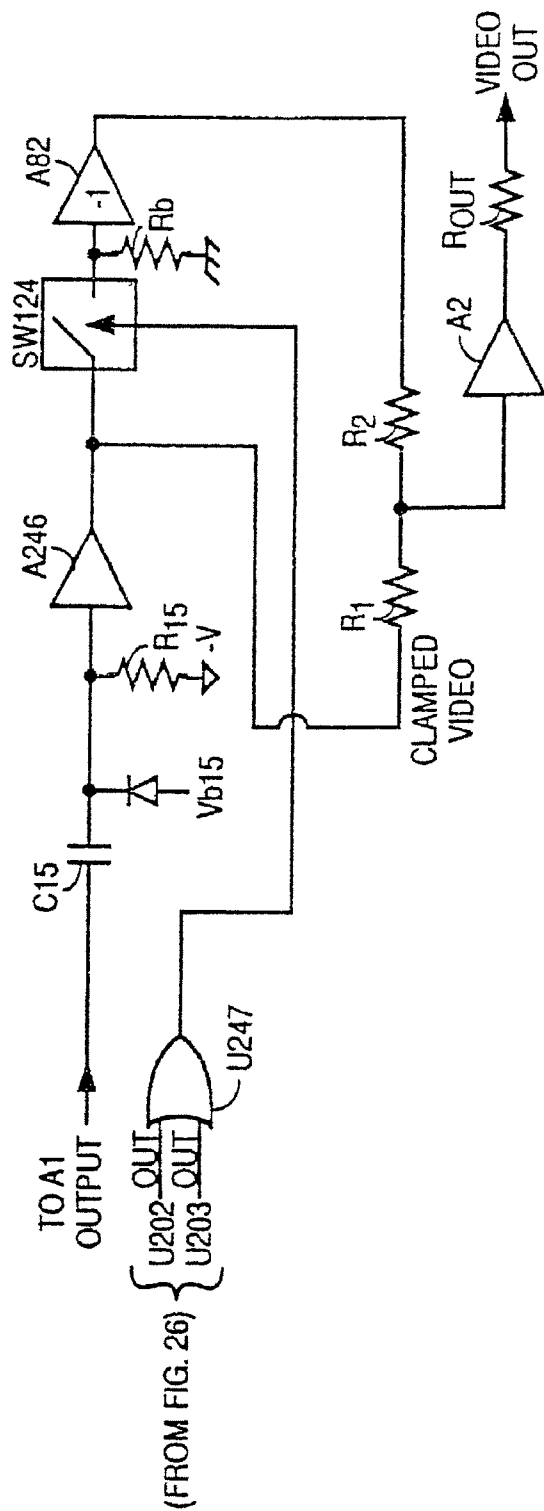 TO A1
OUTPUT
C15
Vb15
R15
-V
A246
SW124
Rb
A82
-1
(FROM FIG. 26)
U202 OUT
U203 OUT
U247
CLAMPED
VIDEO
R1
R2
A2
ROUT
VIDEO
OUT